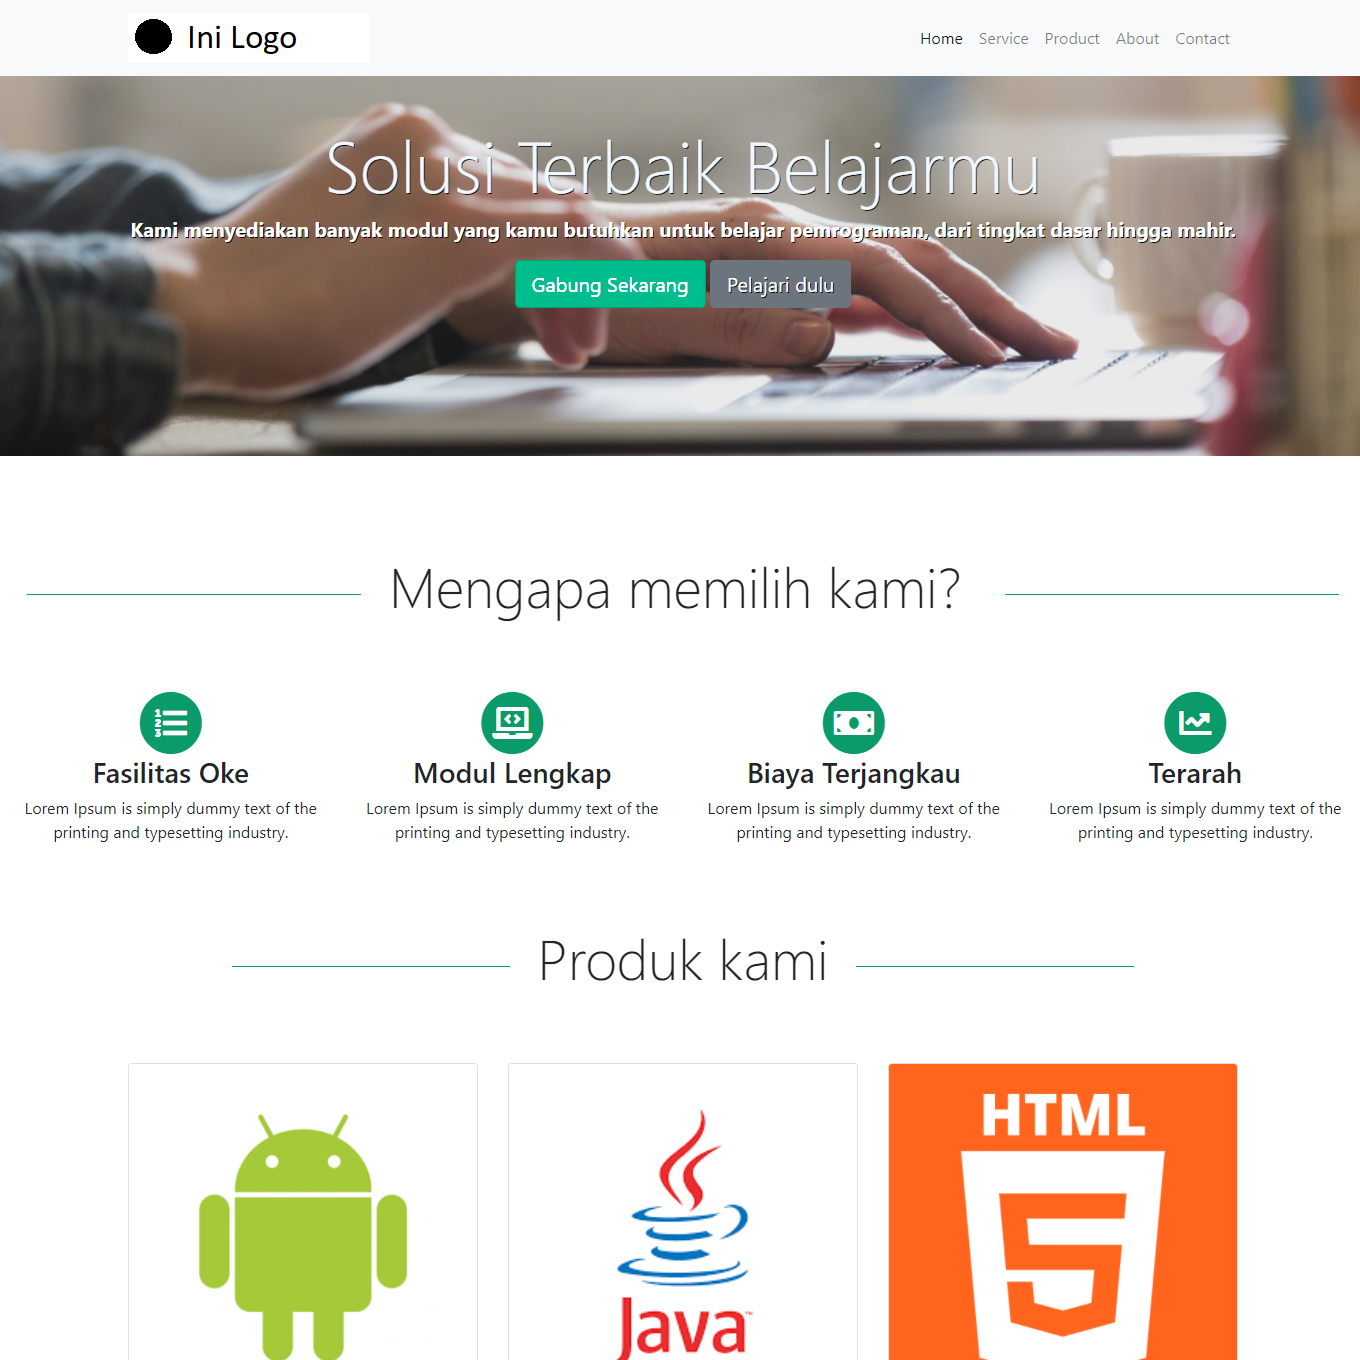 Ini Logo
Home Service Product About Contact
Solusi Terbaik Belajarmu
Kami menyediakan banyak modul yang kamu butuhkan untuk belajar pemrograman, dari tingkat dasar hingga mahir.
Gabung Sekarang Pelajari dulu
Mengapa memilih kami?
1
2
3
Fasilitas Oke
Lorem Ipsum is simply dummy text of the
printing and typesetting industry.
Modul Lengkap
Lorem Ipsum is simply dummy text of the
printing and typesetting industry.
Biaya Terjangkau
Lorem Ipsum is simply dummy text of the
printing and typesetting industry.
Terarah
Lorem Ipsum is simply dummy text of the
printing and typesetting industry.
Produk kami
Java™
HTML
5